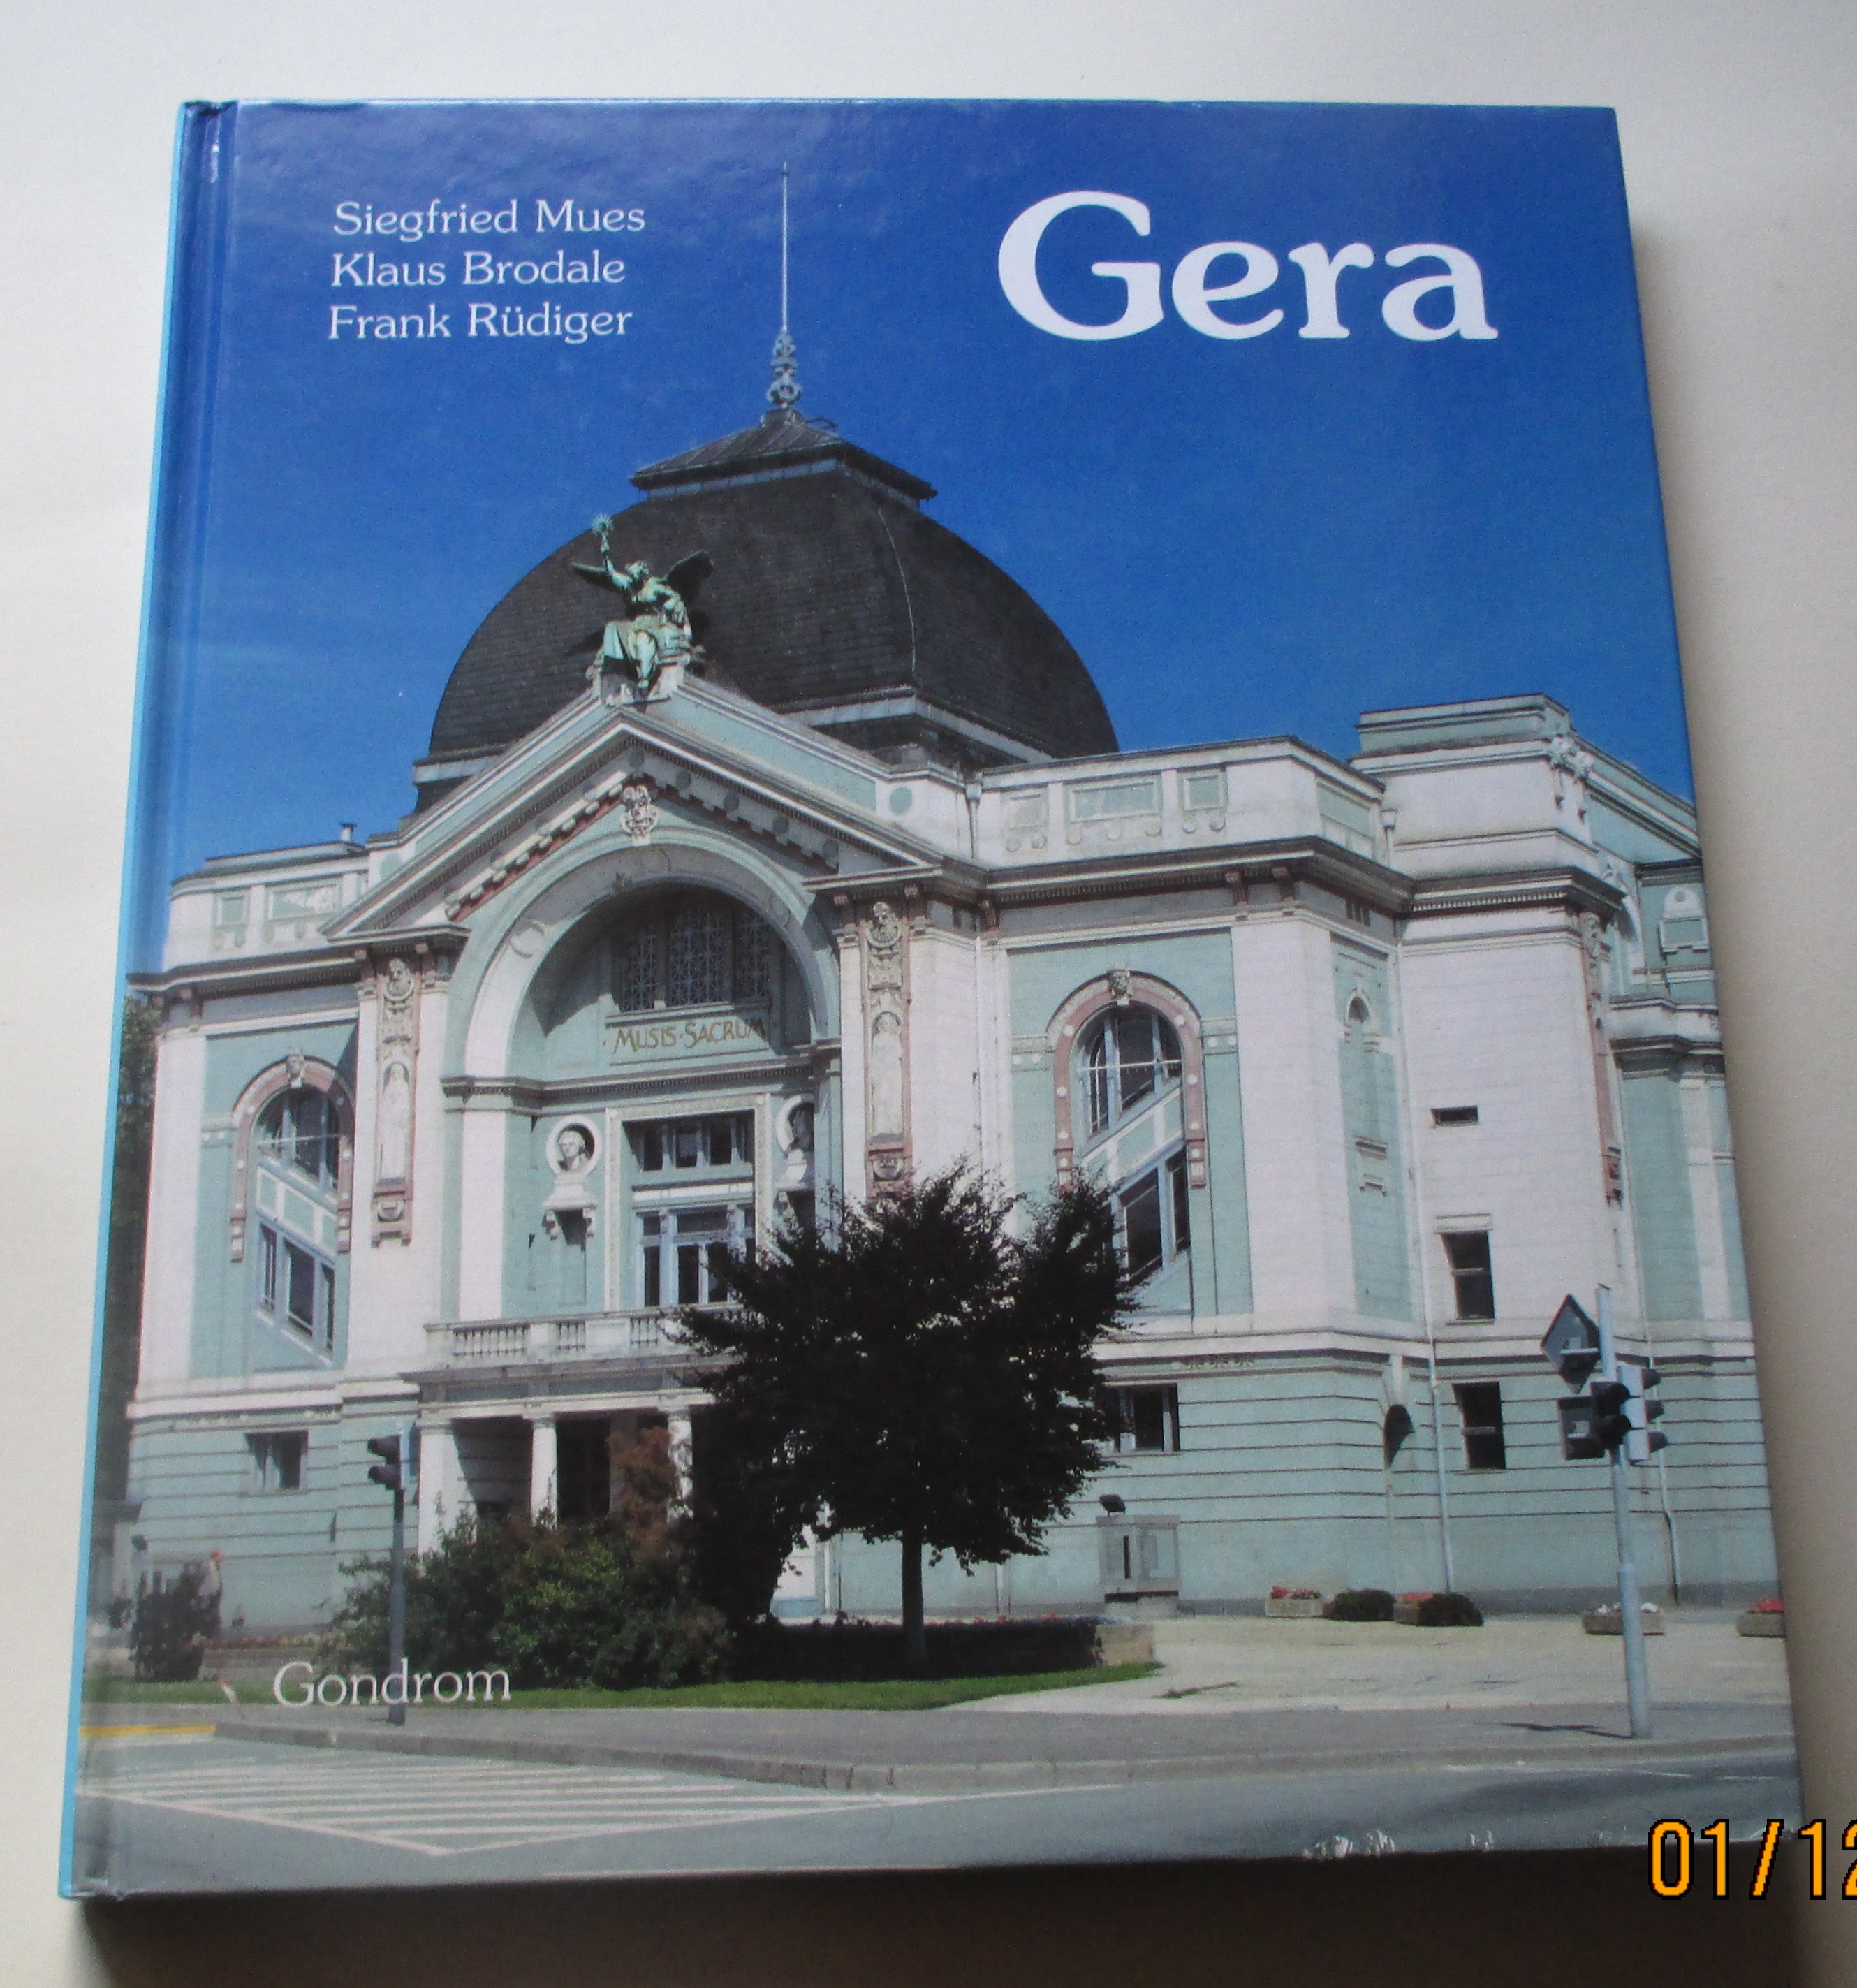 Siegfried Mues
Klaus Brodale
Frank Rüdiger
Gera
MUSIS·SACRUM
Gondrom
01/12